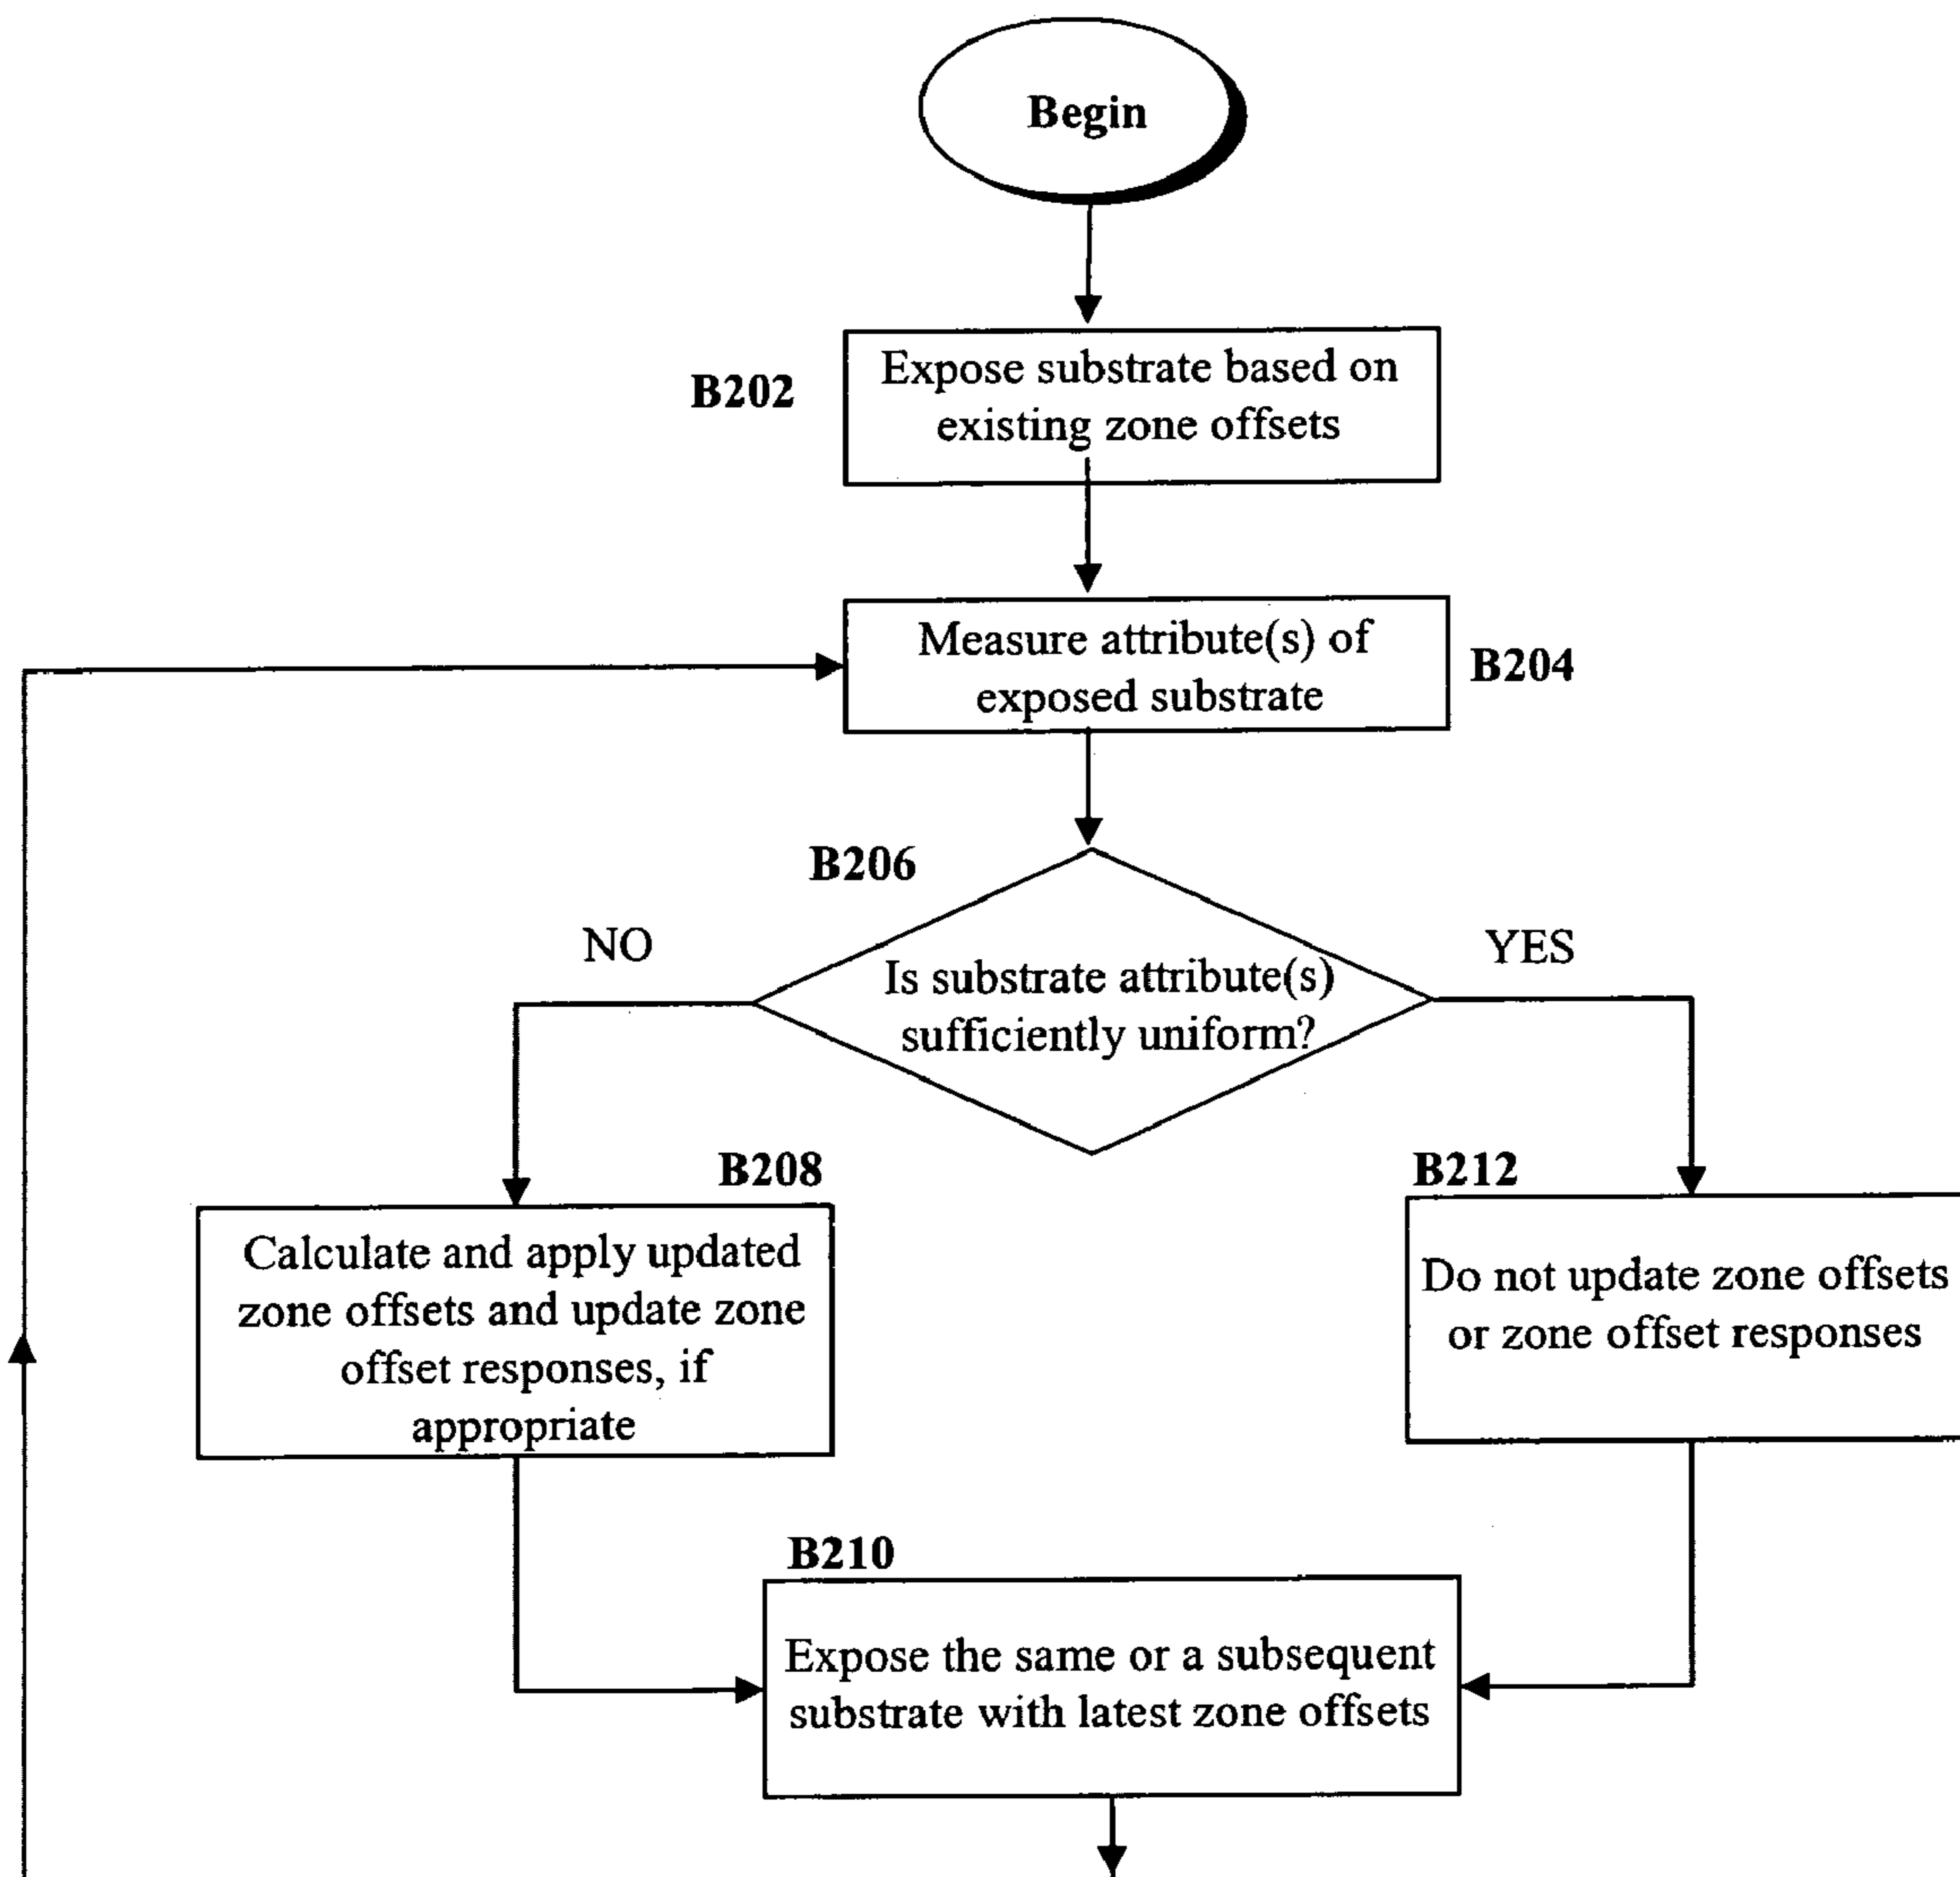 Begin
B202
Expose substrate based on
existing zone offsets
Measure attribute(s) of
exposed substrate
B204
B206
NO
YES
Is substrate attribute(s)
sufficiently uniform?
B208
B212
Calculate and apply updated
zone offsets and update zone
offset responses, if
appropriate
Do not update zone offsets
or zone offset responses
B210
Expose the same or a subsequent
substrate with latest zone offsets